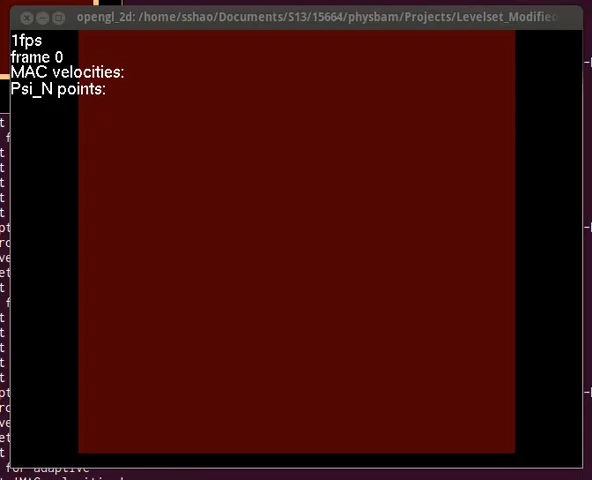 opengl_2d: /home/sshao/Documents/S13/15664/physbam/Projects/Levelset_Modified
1fps
frame 0
MAC velocities:
Psi_N points:
for adaptive